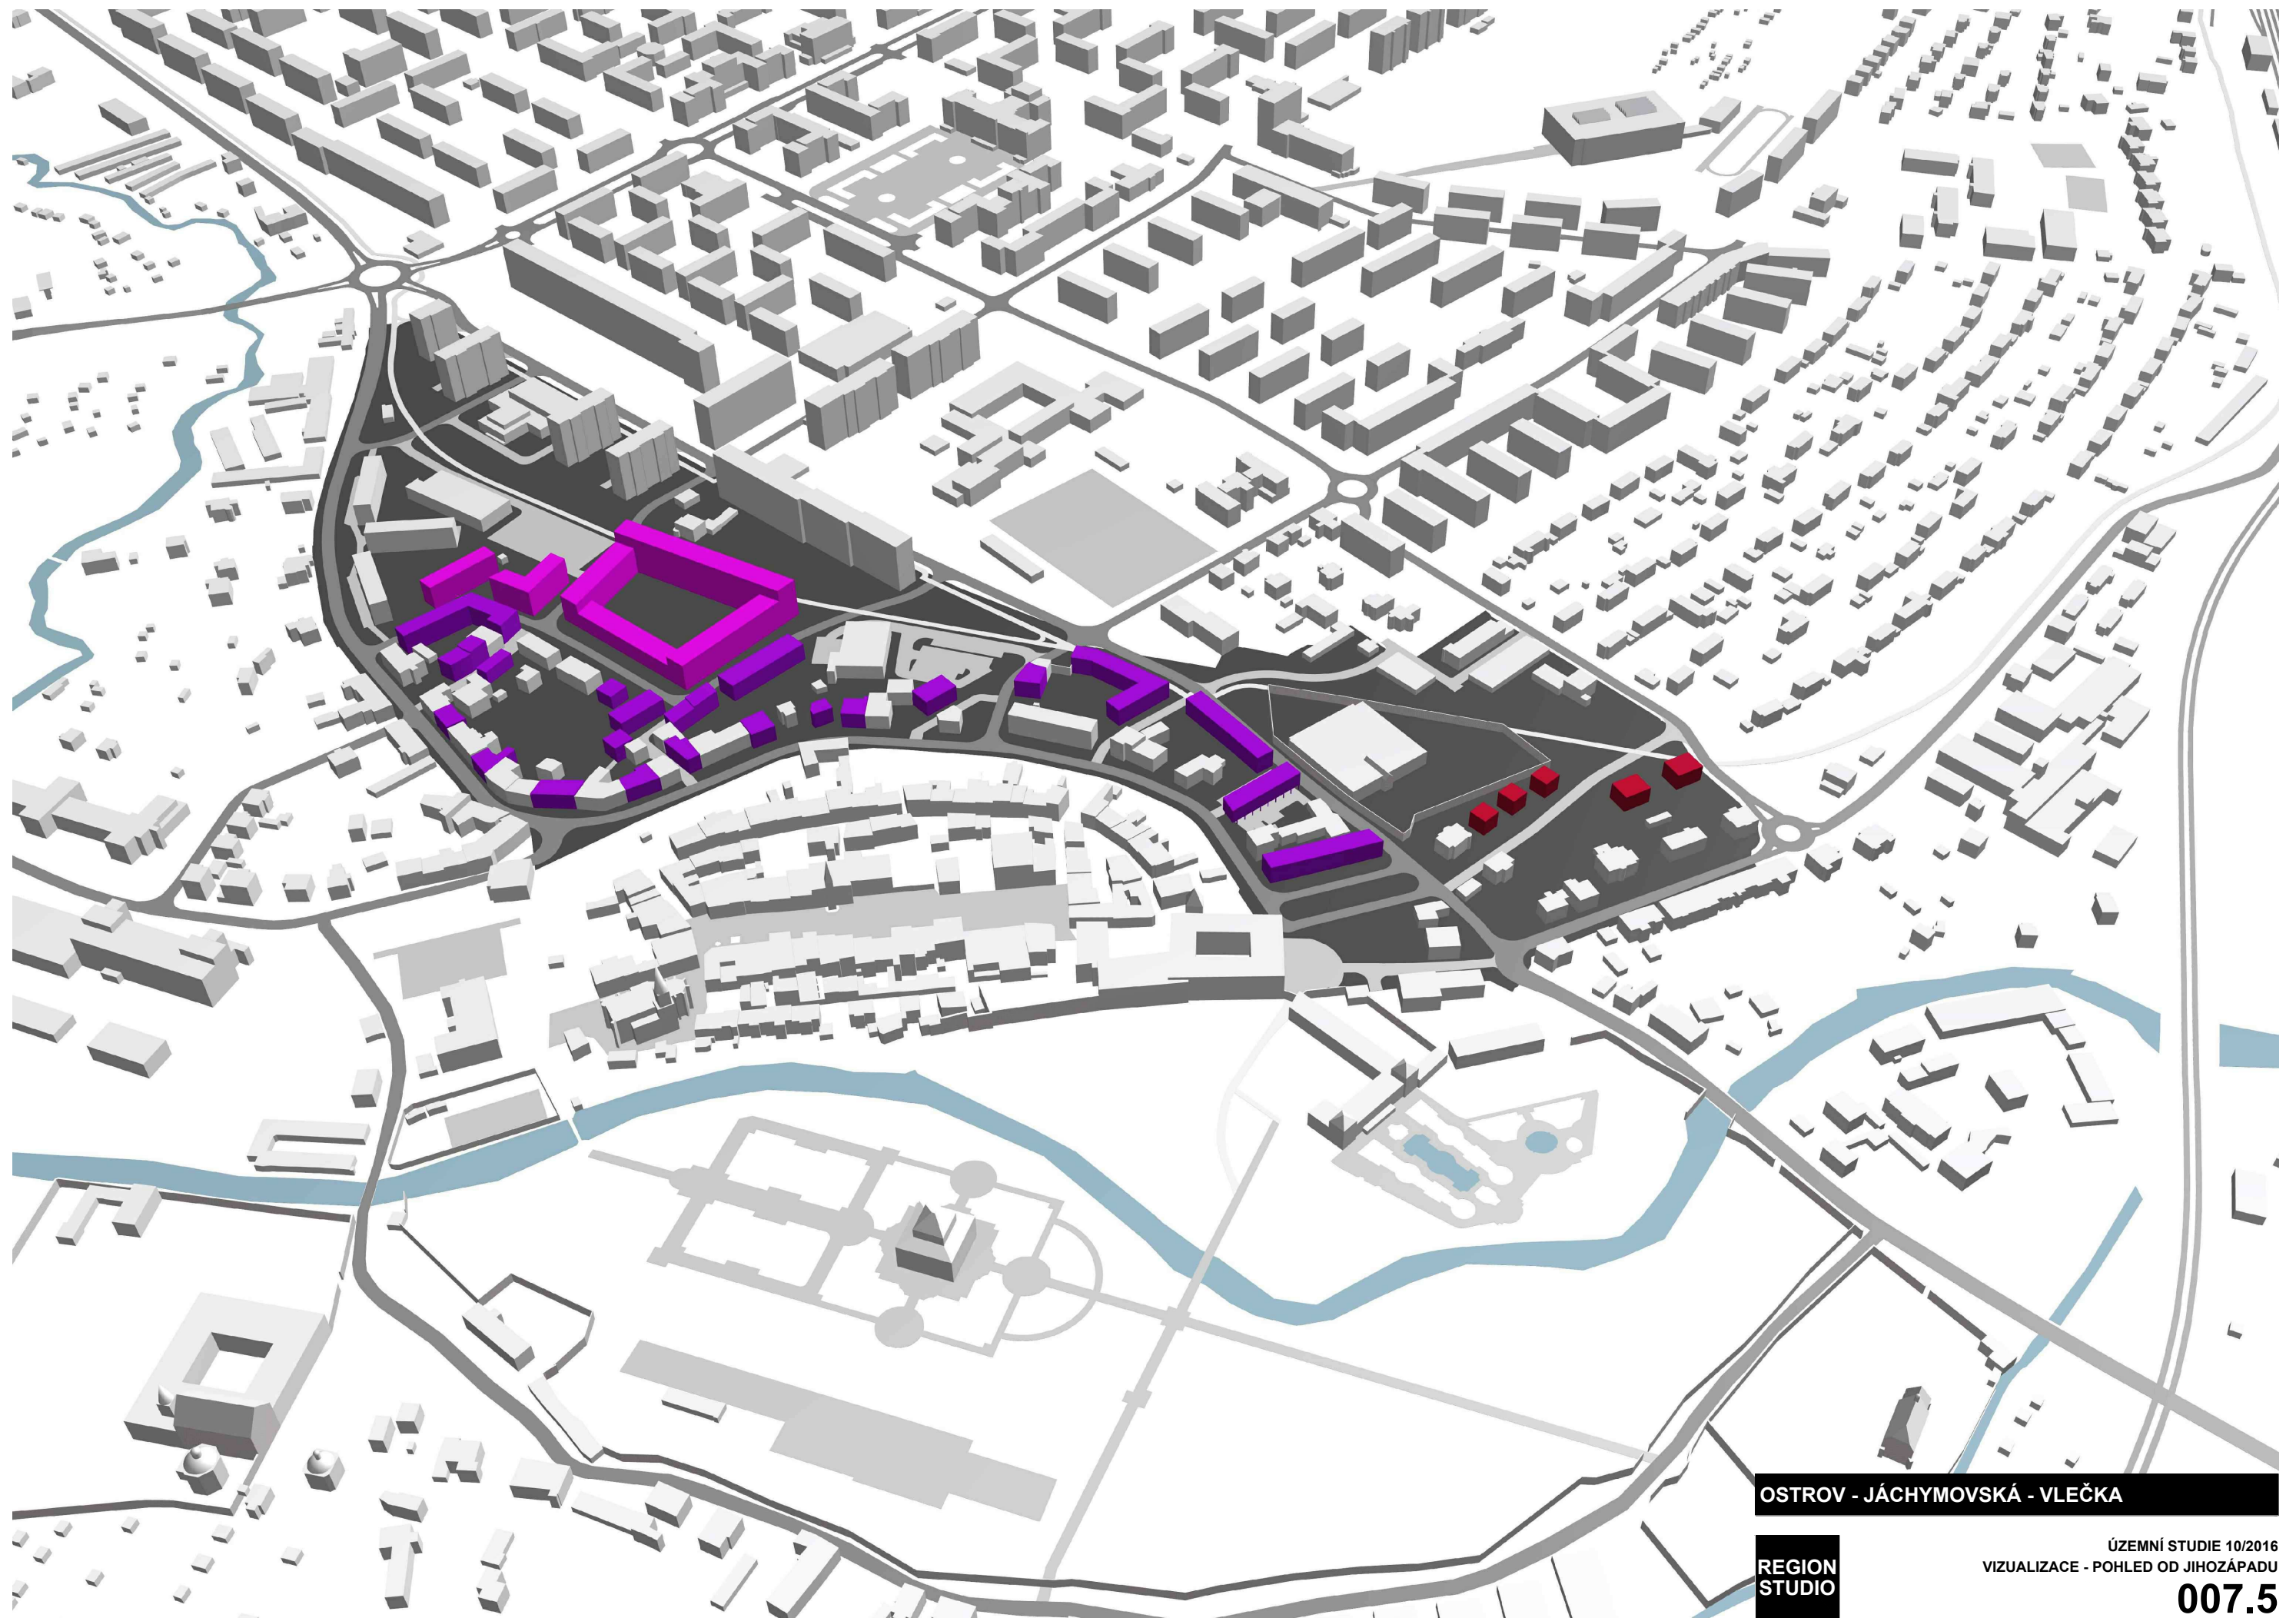 OSTROV - JÁCHYMOVSKÁ - VLEČKA
REGION
STUDIO
ÚZEMNÍ STUDIE 10/2016
VIZUALIZACE - POHLED OD JIHOZÁPADU
007.5